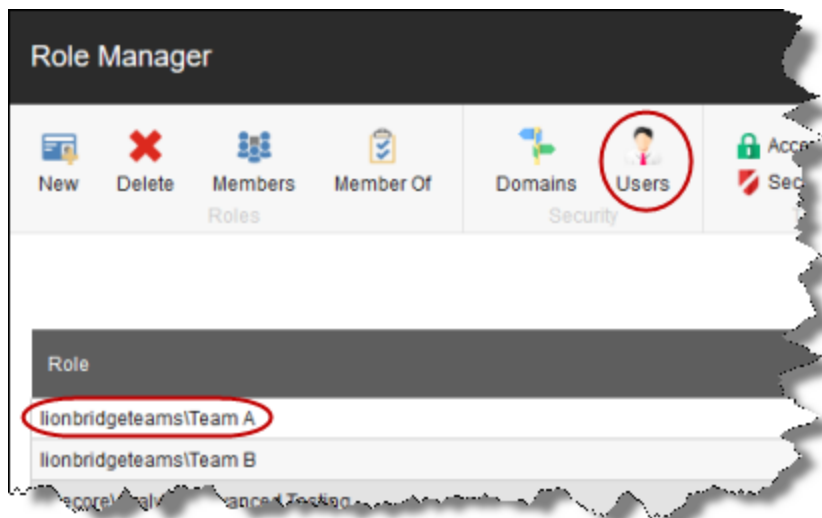 Role Manager
New Delete Members Member Of Domains Users
Roles Security
Role
lionbridgeteams\Team A
lionbridgeteams\Team B